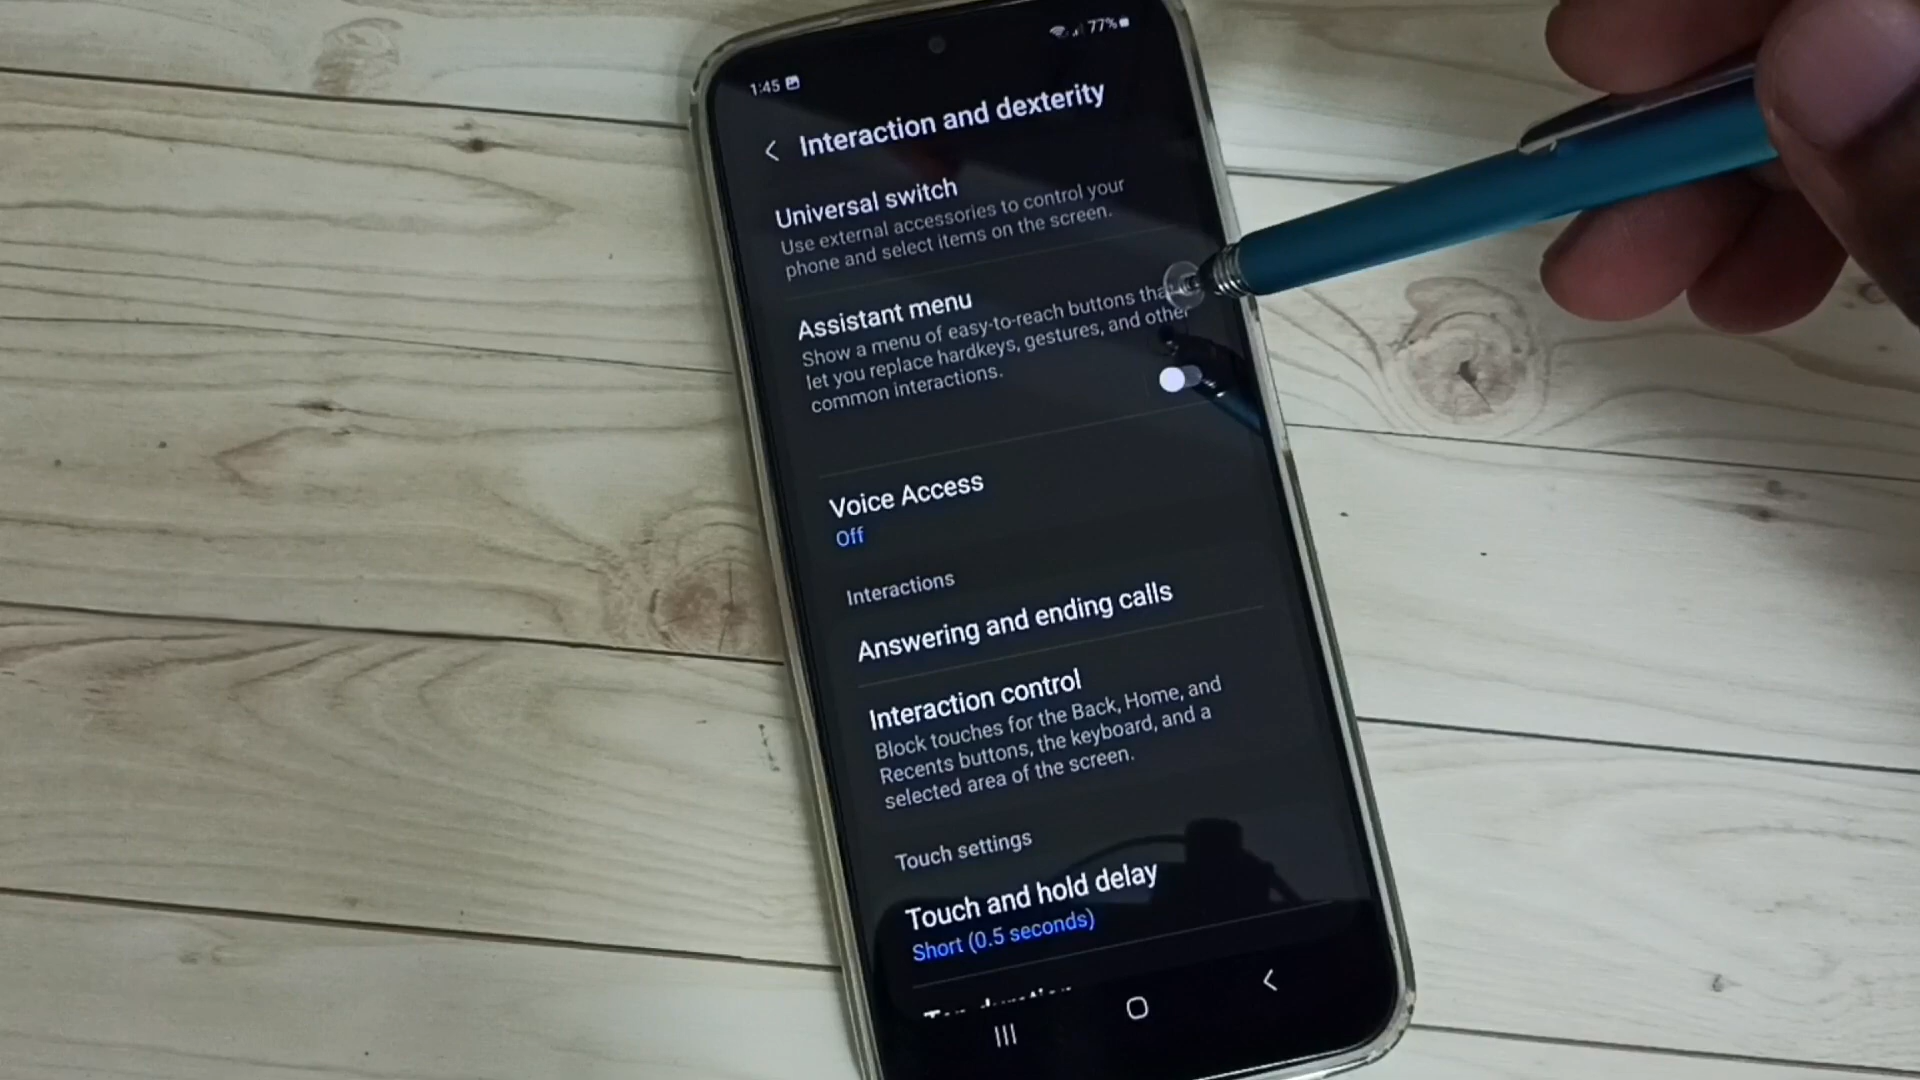 1:45
77%
Interaction and dexterity
Universal switch
Use external accessories to control your
phone and select items on the screen.
Assistant menu
Show a menu of easy-to-reach buttons that
let you replace hardkeys, gestures, and other
common interactions.
Voice Access
Off
Interactions
Answering and ending calls
Interaction control
Block touches for the Back, Home, and
Recents buttons, the keyboard, and a
selected area of the screen.
Touch settings
Touch and hold delay
Short (0.5 seconds)